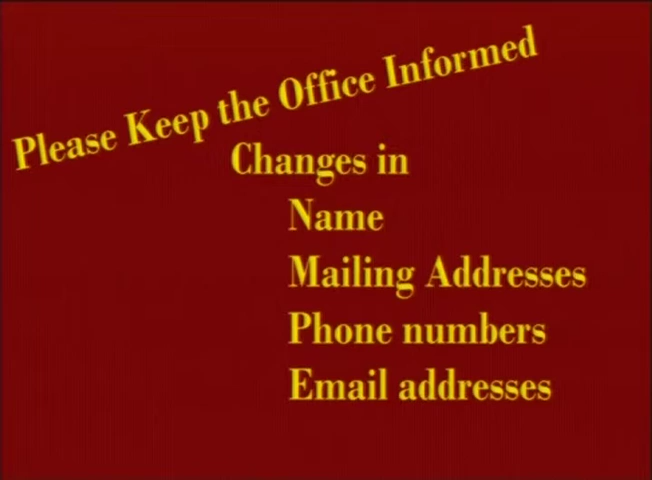 Please Keep the Office Informed
Changes in
Name
Mailing Addresses
Phone numbers
Email addresses